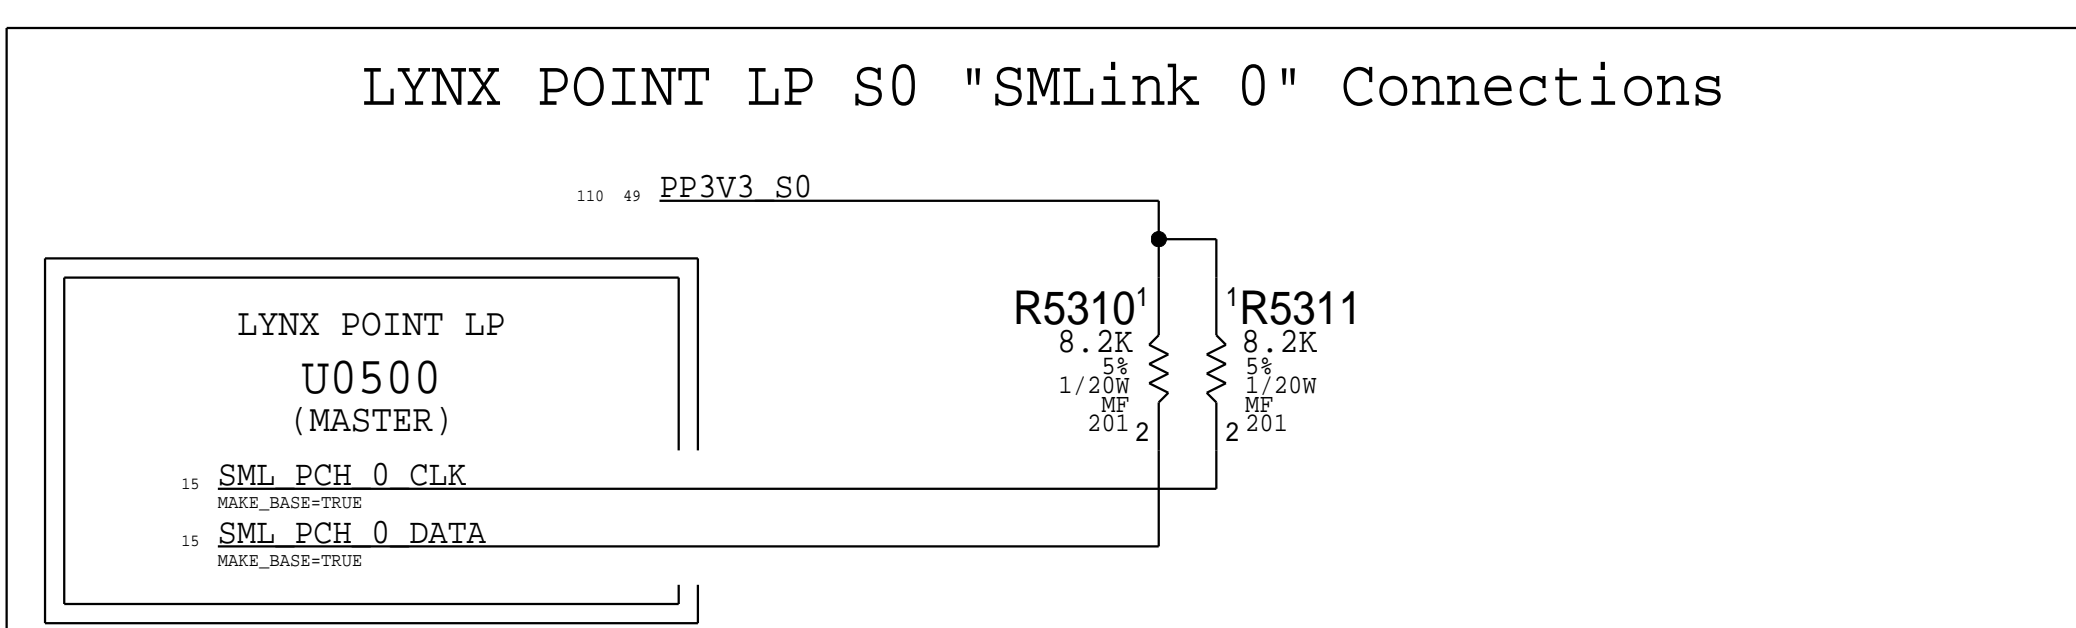 LYNX POINT LP S0 "SMLink 0" Connections
110 49 PP3V3_S0
LYNX POINT LP
U0500
(MASTER)
R5310 1
8.2K
5%
1/20W
MF
201 2
1 R5311
8.2K
5%
1/20W
MF
2 201
15 SML_PCH_0_CLK
MAKE_BASE=TRUE
15 SML_PCH_0_DATA
MAKE_BASE=TRUE